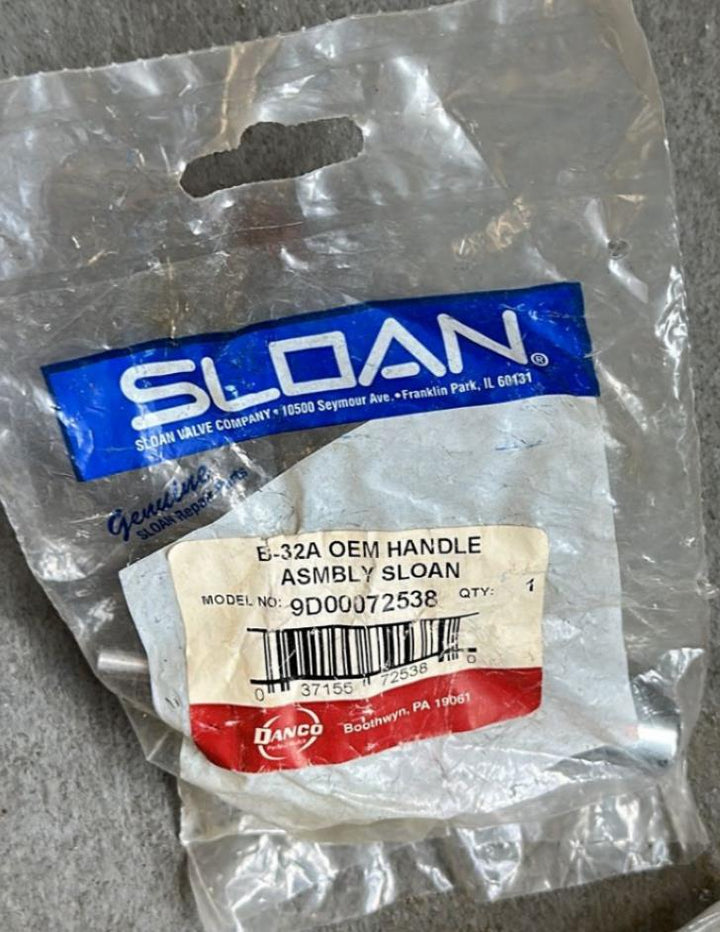 SLOAN®
SLOAN VALVE COMPANY • 10500 Seymour Ave. • Franklin Park, IL 60131
Genuine
SLOAN Repair Parts
B-32A OEM HANDLE
ASMBLY SLOAN
MODEL NO: 9D00072538 QTY: 1
0 37155 72538 0
DANCO
Boothwyn, PA 19061